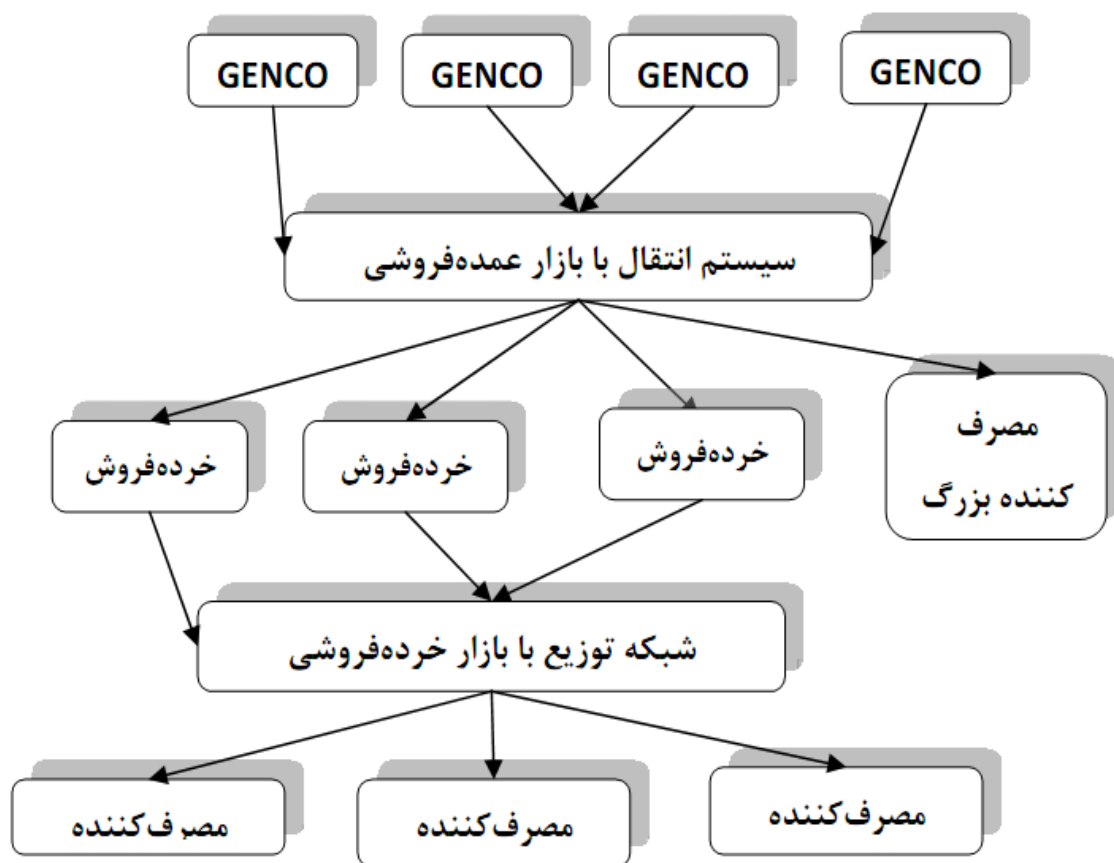 GENCO
GENCO
GENCO
GENCO
سیستم انتقال با بازار عمده‌فروشی
خرده‌فروش
خرده‌فروش
خرده‌فروش
مصرف
کننده بزرگ
شبکه توزیع با بازار خرده‌فروشی
مصرف‌کننده
مصرف‌کننده
مصرف‌کننده